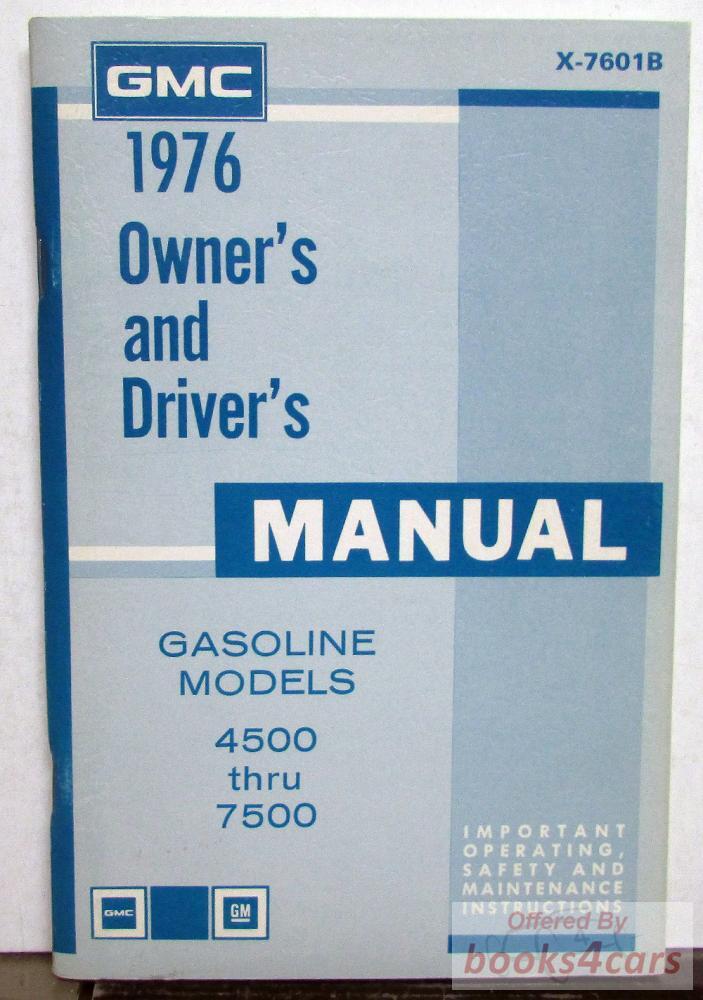 GMC
X-7601B
1976
Owner's
and
Driver's
MANUAL
GASOLINE
MODELS
4500
thru
7500
IMPORTANT
OPERATING,
SAFETY AND
MAINTENANCE
INSTRUCTIONS
GMC
GM
Offered By
books4cars